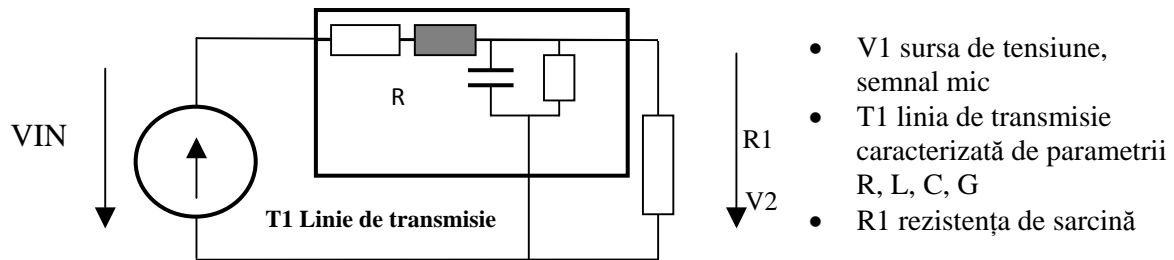 VIN
R
T1 Linie de transmisie
R1
V2
• V1 sursa de tensiune,
semnal mic
• T1 linia de transmisie
caracterizată de parametrii
R, L, C, G
• R1 rezistența de sarcină